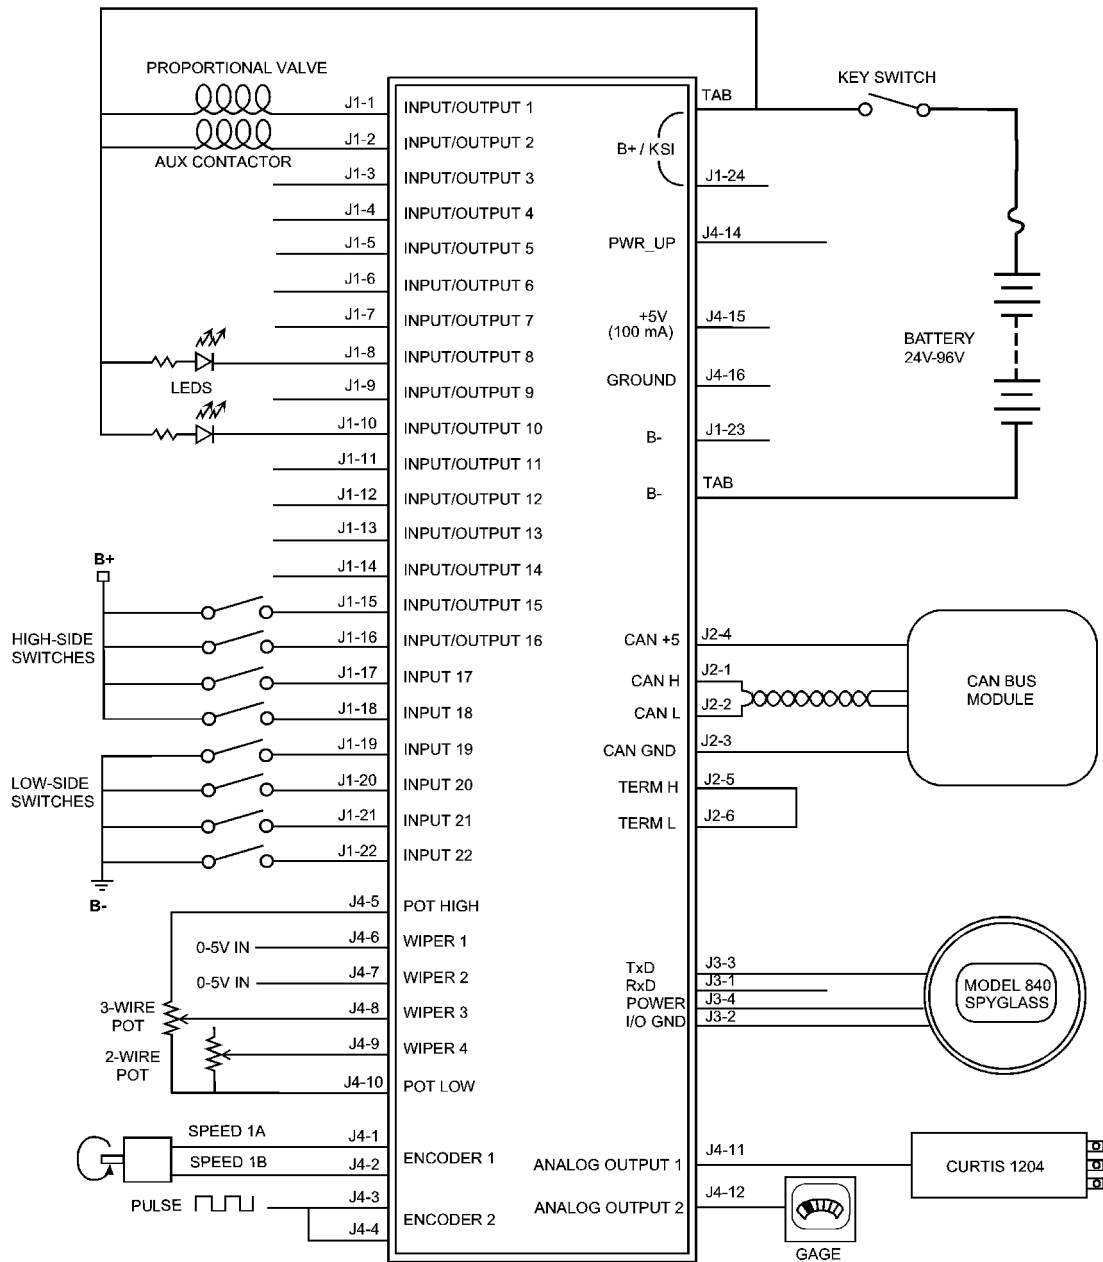 PROPORTIONAL VALVE
AUX CONTACTOR
LEDS
J1-1 INPUT/OUTPUT 1
J1-2 INPUT/OUTPUT 2
J1-3 INPUT/OUTPUT 3
J1-4 INPUT/OUTPUT 4
J1-5 INPUT/OUTPUT 5
J1-6 INPUT/OUTPUT 6
J1-7 INPUT/OUTPUT 7
J1-8 INPUT/OUTPUT 8
J1-9 INPUT/OUTPUT 9
J1-10 INPUT/OUTPUT 10
J1-11 INPUT/OUTPUT 11
J1-12 INPUT/OUTPUT 12
J1-13 INPUT/OUTPUT 13
J1-14 INPUT/OUTPUT 14
J1-15 INPUT/OUTPUT 15
J1-16 INPUT/OUTPUT 16
J1-17 INPUT 17
J1-18 INPUT 18
J1-19 INPUT 19
J1-20 INPUT 20
J1-21 INPUT 21
J1-22 INPUT 22
B+
HIGH-SIDE
SWITCHES
LOW-SIDE
SWITCHES
B-
J4-5 POT HIGH
0-5V IN J4-6 WIPER 1
0-5V IN J4-7 WIPER 2
J4-8 WIPER 3
J4-9 WIPER 4
J4-10 POT LOW
3-WIRE
POT
2-WIRE
POT
SPEED 1A J4-1
SPEED 1B J4-2
ENCODER 1
PULSE J4-3
J4-4
ENCODER 2
KEY SWITCH
TAB
B+ / KSI
J1-24
PWR_UP J4-14
+5V
(100 mA)
J4-15
GROUND J4-16
B- J1-23
B- TAB
BATTERY
24V-96V
CAN +5 J2-4
CAN H J2-1
CAN L J2-2
CAN GND J2-3
TERM H J2-5
TERM L J2-6
CAN BUS
MODULE
TxD J3-3
RxD J3-1
POWER J3-4
I/O GND J3-2
MODEL 840
SPYGLASS
ANALOG OUTPUT 1 J4-11
CURTIS 1204
ANALOG OUTPUT 2 J4-12
GAGE